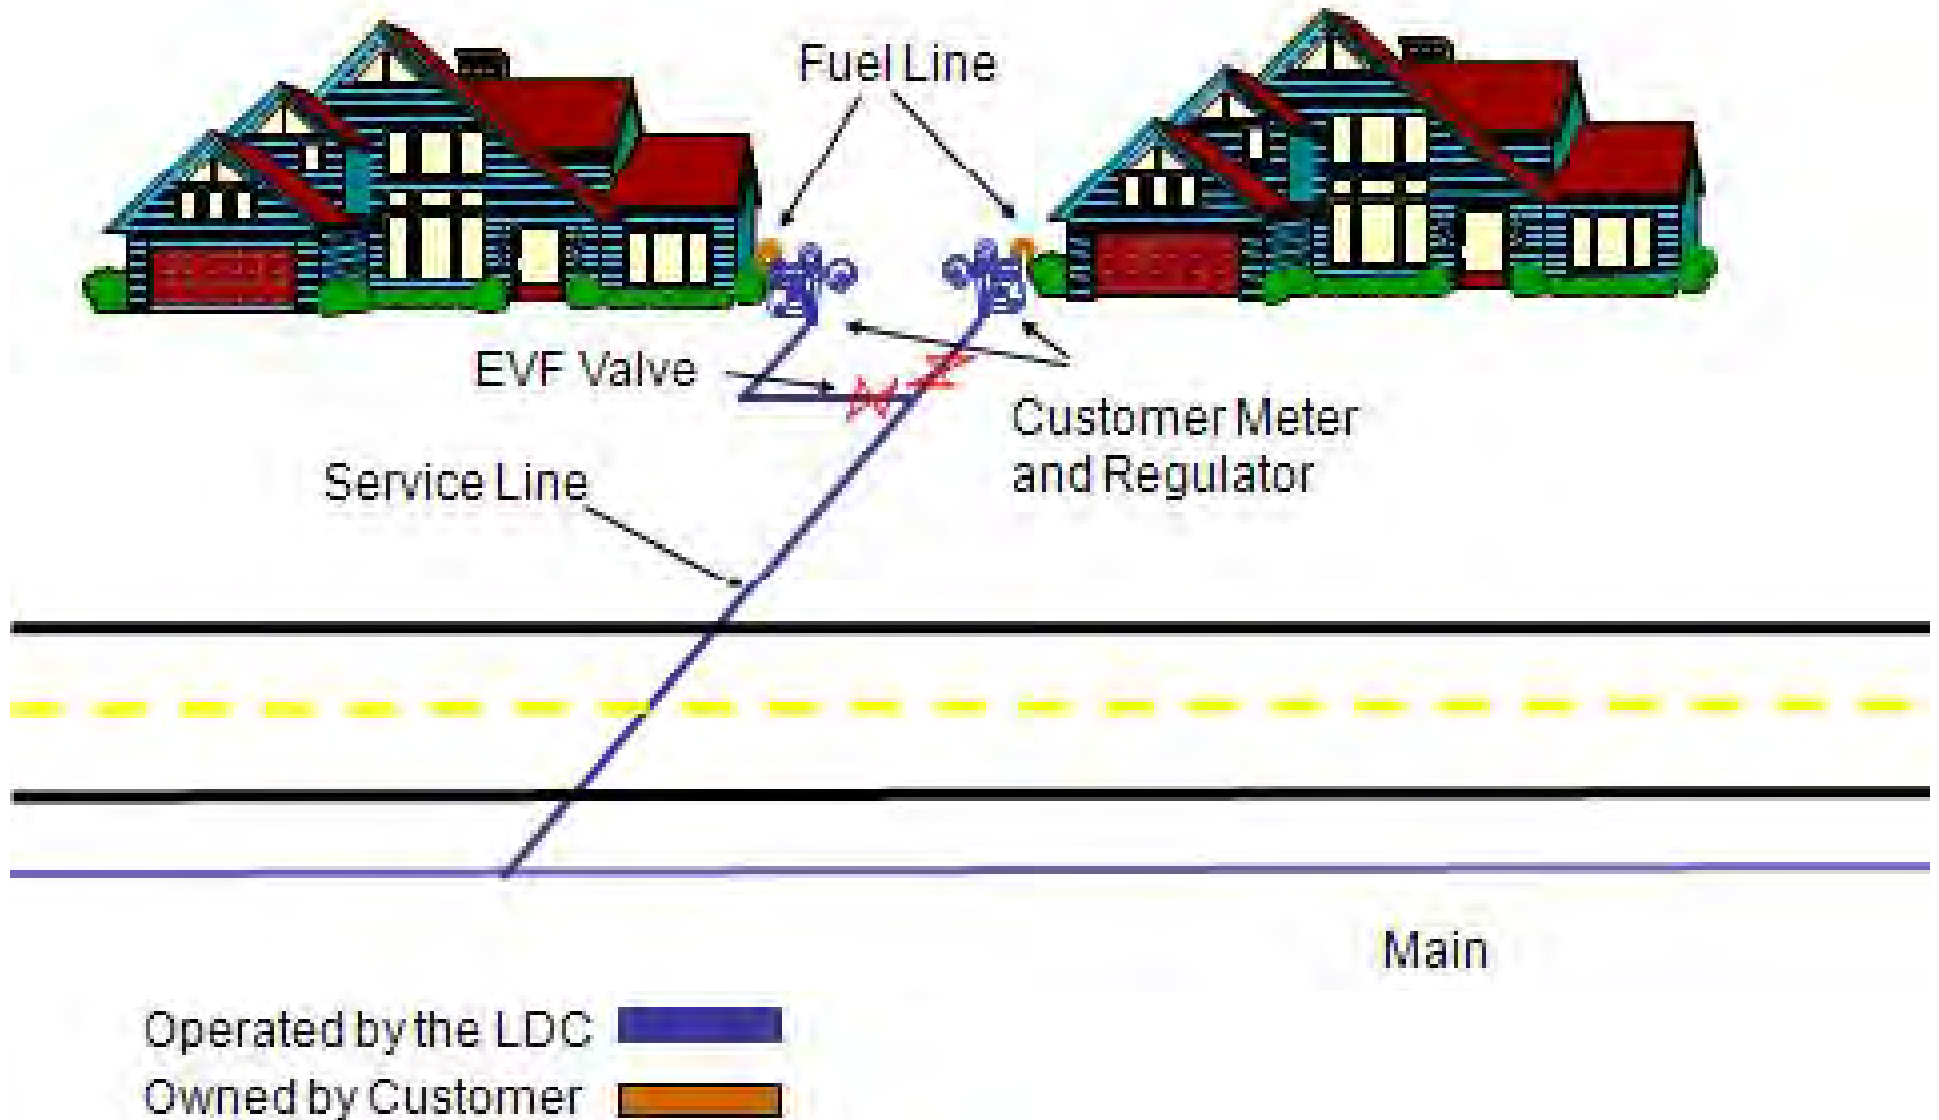 Fuel Line
EVF Valve
Customer Meter
and Regulator
Service Line
Main
Operated by the LDC
Owned by Customer